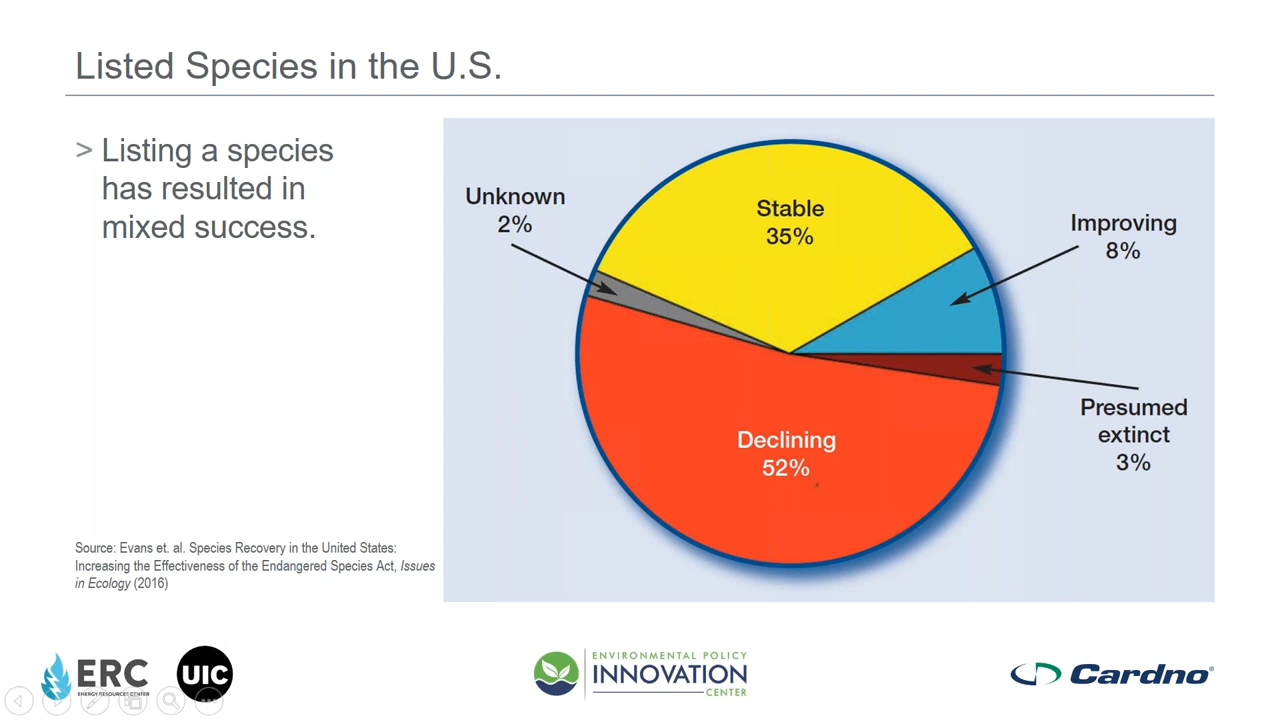 Listed Species in the U.S.
> Listing a species
has resulted in
mixed success.
Unknown
2%
Stable
35%
Improving
8%
Presumed
extinct
3%
Declining
52%
Source: Evans et. al. Species Recovery in the United States:
Increasing the Effectiveness of the Endangered Species Act, Issues
in Ecology (2016)
ERC
ENERGY RESOURCES CENTER
UIC
ENVIRONMENTAL POLICY
INNOVATION
CENTER
Cardno®